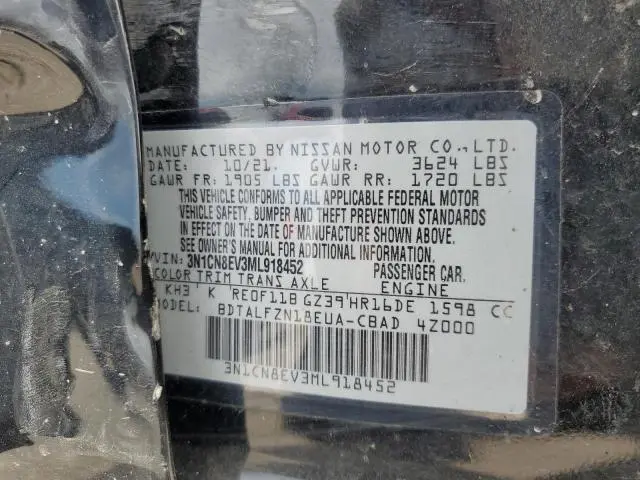 MANUFACTURED BY NISSAN MOTOR CO.,LTD.
DATE: 10/21. GVWR: 3624 LBS
GAWR FR: 1905 LBS GAWR RR: 1720 LBS
THIS VEHICLE CONFORMS TO ALL APPLICABLE FEDERAL MOTOR
VEHICLE SAFETY, BUMPER AND THEFT PREVENTION STANDARDS
IN EFFECT ON THE DATE OF MANUFACTURE SHOWN ABOVE.
SEE OWNER'S MANUAL FOR ADDITIONAL INFORMATION.
VIN: 3N1CN8EV3ML918452 PASSENGER CAR.
COLOR TRIM TRANS AXLE ENGINE
KH3' K 'RE0F11B GZ39'HR16DE 1598 CC
MODEL: BDTALFZN18EUA-CBAD 4Z000
3N1CN8EV3ML918452